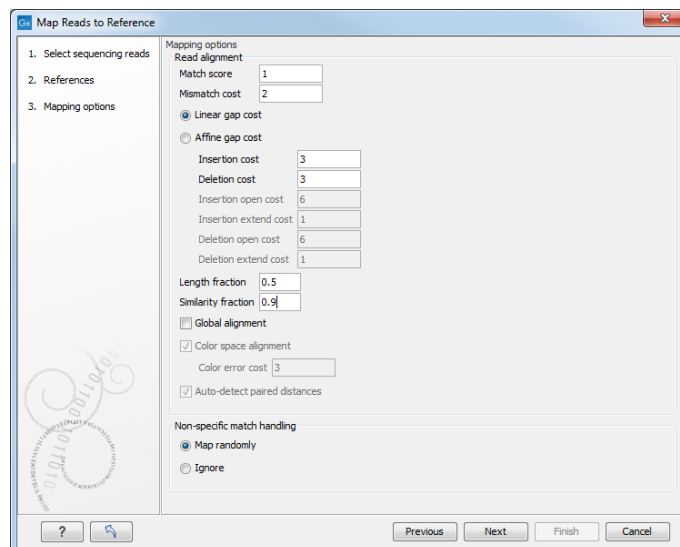 Gx Map Reads to Reference
1. Select sequencing reads
2. References
3. Mapping options
Mapping options
Read alignment
Match score 1
Mismatch cost 2
Linear gap cost
Affine gap cost
Insertion cost 3
Deletion cost 3
Insertion open cost 6
Insertion extend cost 1
Deletion open cost 6
Deletion extend cost 1
Length fraction 0.5
Similarity fraction 0.9
Global alignment
Color space alignment
Color error cost 3
Auto-detect paired distances
Non-specific match handling
Map randomly
Ignore
? Previous Next Finish Cancel